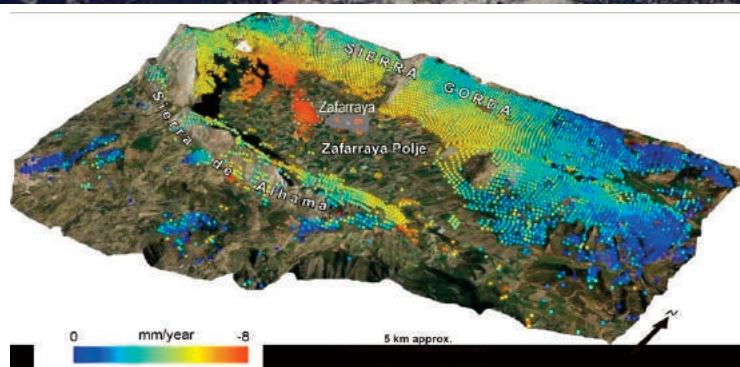 SIERRA GORDA
Zafarraya
Zafarraya Polje
Sierra de Alhama
0 mm/year -8
5 km approx.
N